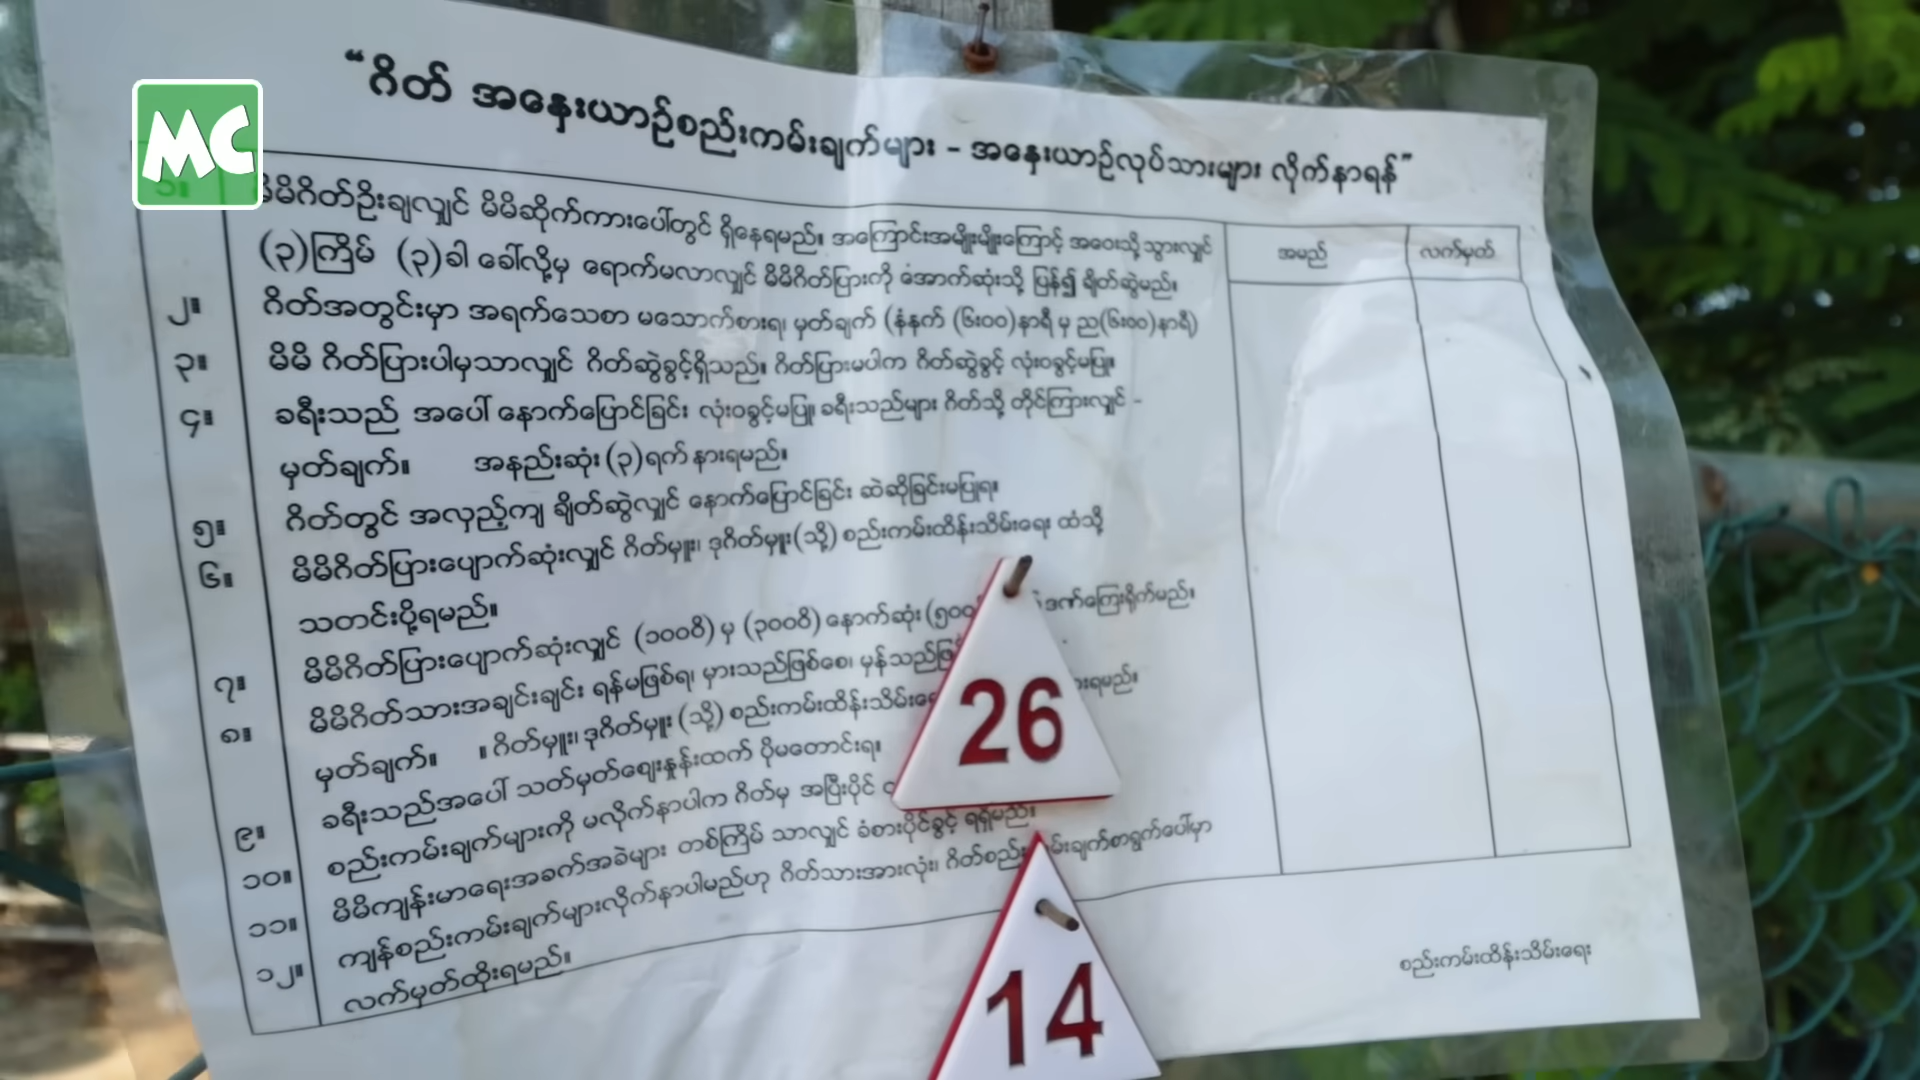 MC
“ဂိတ် အနှေးယာဉ်စည်းကမ်းချက်များ - အနှေးယာဉ်လုပ်သားများ လိုက်နာရန်”
၁။ မိမိဂိတ်ဦးချလျှင် မိမိဆိုက်ကားပေါ်တွင် ရှိနေရမည်။ အကြောင်းအမျိုးမျိုးကြောင့် အဝေးသို့သွားလျှင်
(၃)ကြိမ် (၃)ခါ ခေါ်လို့မှ ရောက်မလာလျှင် မိမိဂိတ်ပြားကို အောက်ဆုံးသို့ ပြန်၍ ချိတ်ဆွဲမည်။
အမည် လက်မှတ်
၂။ ဂိတ်အတွင်းမှာ အရက်သေစာ မသောက်စားရ၊ မှတ်ချက် (နံနက် (၆း၀၀)နာရီ မှ ည(၆း၀၀)နာရီ)
၃။ မိမိ ဂိတ်ပြားပါမှသာလျှင် ဂိတ်ဆွဲခွင့်ရှိသည်။ ဂိတ်ပြားမပါက ဂိတ်ဆွဲခွင့် လုံးဝခွင့်မပြု။
၄။ ခရီးသည် အပေါ် နောက်ပြောင်ခြင်း လုံးဝခွင့်မပြု၊ ခရီးသည်များ ဂိတ်သို့ တိုင်ကြားလျှင် -
မှတ်ချက်။ အနည်းဆုံး (၃)ရက် နားရမည်။
၅။ ဂိတ်တွင် အလှည့်ကျ ချိတ်ဆွဲလျှင် နောက်ပြောင်ခြင်း ဆဲဆိုခြင်းမပြုရ။
၆။ မိမိဂိတ်ပြားပျောက်ဆုံးလျှင် ဂိတ်မှူး၊ ဒုဂိတ်မှူး(သို့) စည်းကမ်းထိန်းသိမ်းရေး ထံသို့
သတင်းပို့ရမည်။
၇။ မိမိဂိတ်ပြားပျောက်ဆုံးလျှင် (၁၀၀၀ိ) မှ (၃၀၀၀ိ) နောက်ဆုံး (၅၀၀ ဒဏ်ကြေးရိုက်မည်။
၈။ မိမိဂိတ်သားအချင်းချင်း ရန်မဖြစ်ရ၊ မှားသည်ဖြစ်စေ၊ မှန်သည်ဖြစ်
မှတ်ချက်။ ။ ဂိတ်မှူး၊ ဒုဂိတ်မှူး (သို့) စည်းကမ်းထိန်းသိမ်းရေး ားရမည်။
၉။ ခရီးသည်အပေါ် သတ်မှတ်ဈေးနှုန်းထက် ပိုမတောင်းရ။
၁၀။ စည်းကမ်းချက်များကို မလိုက်နာပါက ဂိတ်မှ အပြီးပိုင်
၁၁။ မိမိကျန်းမာရေးအခက်အခဲများ တစ်ကြိမ် သာလျှင် ခံစားပိုင်ခွင့် ရရှိမည်။
၁၂။ ကျွန်စည်းကမ်းချက်များလိုက်နာပါမည်ဟု ဂိတ်သားအားလုံး၊ ဂိတ်စည်းကမ်းချက်စာရွက်ပေါ်မှာ
လက်မှတ်ထိုးရမည်။
စည်းကမ်းထိန်းသိမ်းရေး
26
14